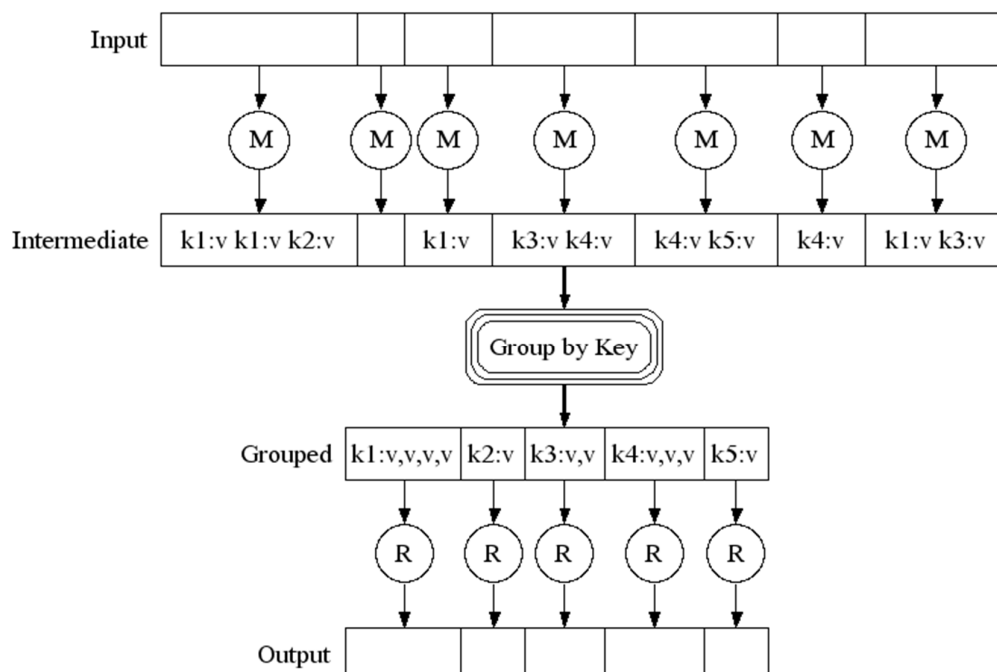 Input
M M M M M M M
Intermediate k1:v k1:v k2:v k1:v k3:v k4:v k4:v k5:v k4:v k1:v k3:v
Group by Key
Grouped k1:v,v,v,v k2:v k3:v,v k4:v,v,v k5:v
R R R R R
Output